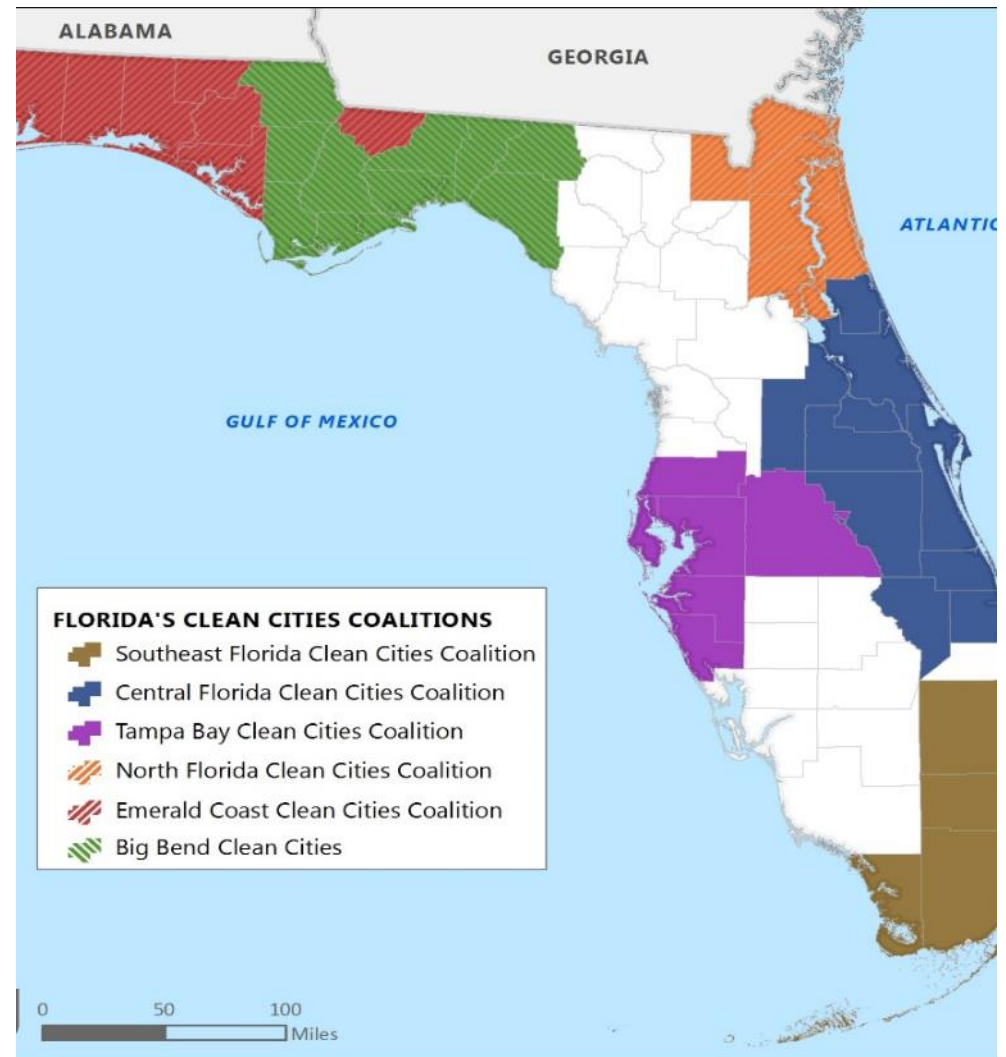 ALABAMA
GEORGIA
ATLANTIC
GULF OF MEXICO
FLORIDA'S CLEAN CITIES COALITIONS
Southeast Florida Clean Cities Coalition
Central Florida Clean Cities Coalition
Tampa Bay Clean Cities Coalition
North Florida Clean Cities Coalition
Emerald Coast Clean Cities Coalition
Big Bend Clean Cities
0 50 100
Miles